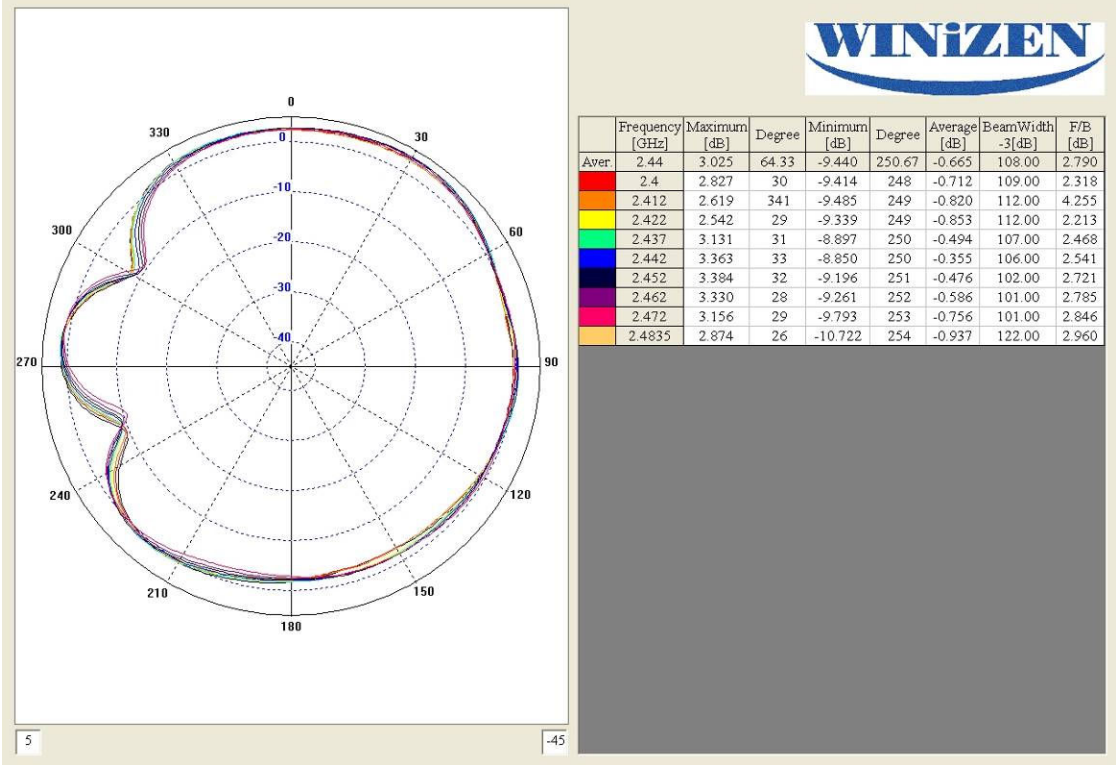 WINiZEN
0
330
30
0
-10
300
60
-20
-30
-40
270
90
240
120
210
150
180
5
-45
Frequency [GHz] Maximum [dB] Degree Minimum [dB] Degree Average [dB] BeamWidth -3[dB] F/B [dB]
Aver. 2.44 3.025 64.33 -9.440 250.67 -0.665 108.00 2.790
2.4 2.827 30 -9.414 248 -0.712 109.00 2.318
2.412 2.619 341 -9.485 249 -0.820 112.00 4.255
2.422 2.542 29 -9.339 249 -0.853 112.00 2.213
2.437 3.131 31 -8.897 250 -0.494 107.00 2.468
2.442 3.363 33 -8.850 250 -0.355 106.00 2.541
2.452 3.384 32 -9.196 251 -0.476 102.00 2.721
2.462 3.330 28 -9.261 252 -0.586 101.00 2.785
2.472 3.156 29 -9.793 253 -0.756 101.00 2.846
2.4835 2.874 26 -10.722 254 -0.937 122.00 2.960